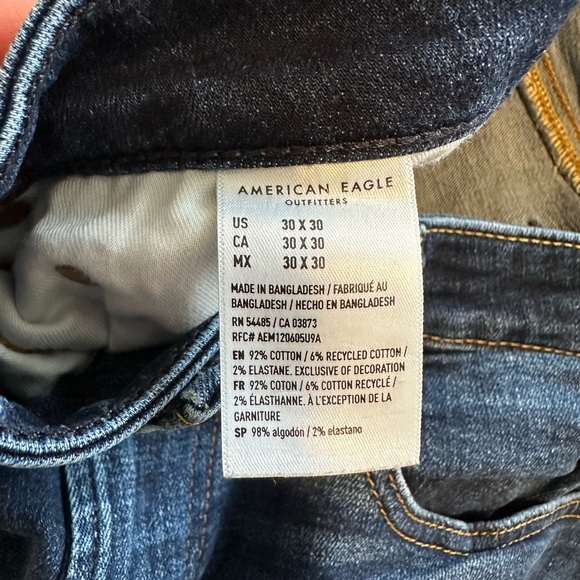 AMERICAN EAGLE
OUTFITTERS
US 30 X 30
CA 30 X 30
MX 30 X 30
MADE IN BANGLADESH / FABRIQUÉ AU
BANGLADESH / HECHO EN BANGLADESH
RN 54485 / CA 03873
RFC# AEM120605U9A
EN 92% COTTON / 6% RECYCLED COTTON /
2% ELASTANE. EXCLUSIVE OF DECORATION
FR 92% COTON / 6% COTON RECYCLÉ /
2% ÉLASTHANNE. À L'EXCEPTION DE LA
GARNITURE
SP 98% algodón / 2% elastano